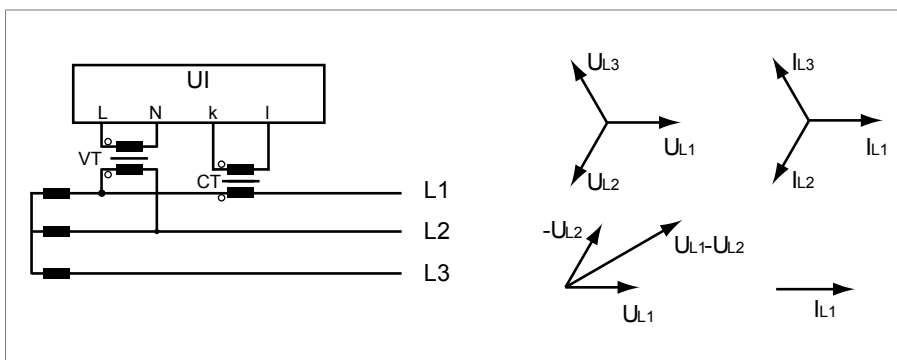 UI
L N k l
VT
CT
L1
L2
L3
UL3
UL1
UL2
IL3
IL1
IL2
-UL2
UL1-UL2
UL1
IL1